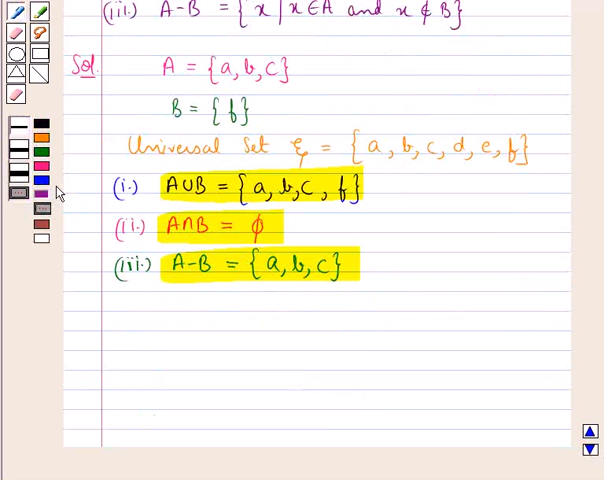 (iii.) A-B = { x | x ∈ A and x ∉ B}
Sol. A = {a, b, c}
B = {f}
Universal Set ξ = {a, b, c, d, e, f}
(i.) A∪B = {a, b, c, f}
(ii.) A∩B = ϕ
(iii.) A-B = {a, b, c}